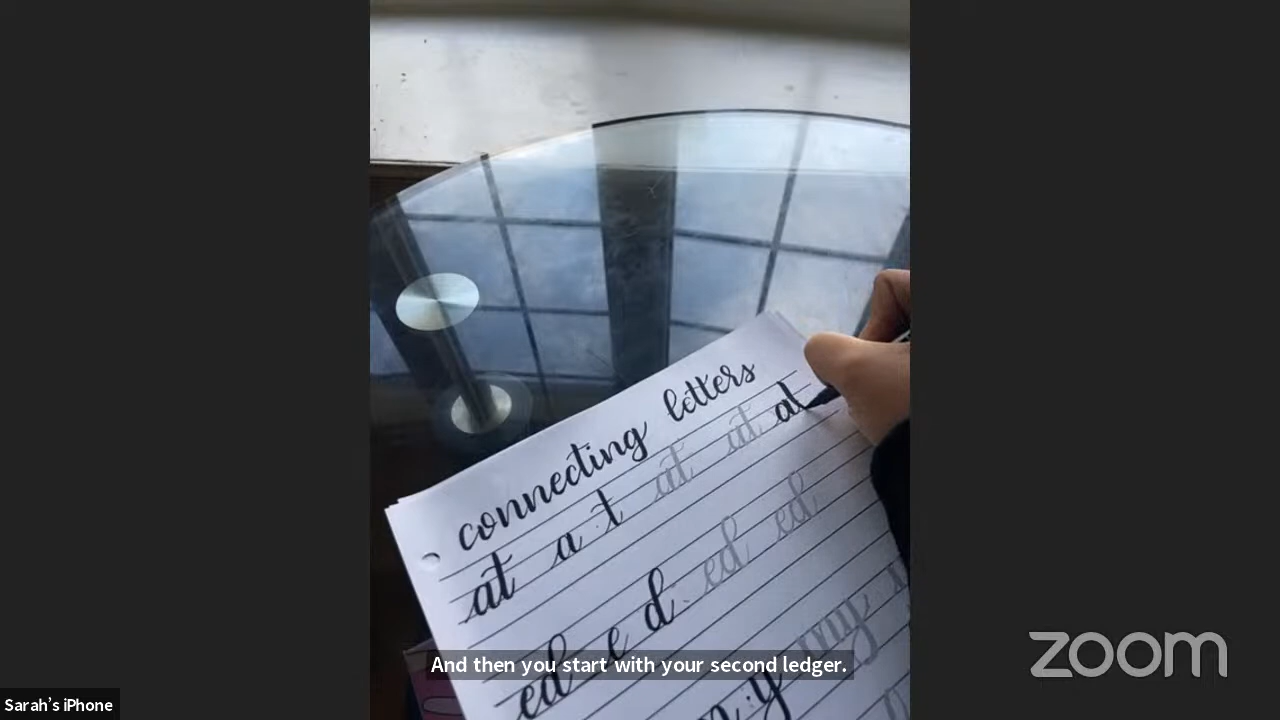 connecting letters
at a t at at at
ed e d ed ed
my
And then you start with your second ledger.
zoom
Sarah's iPhone